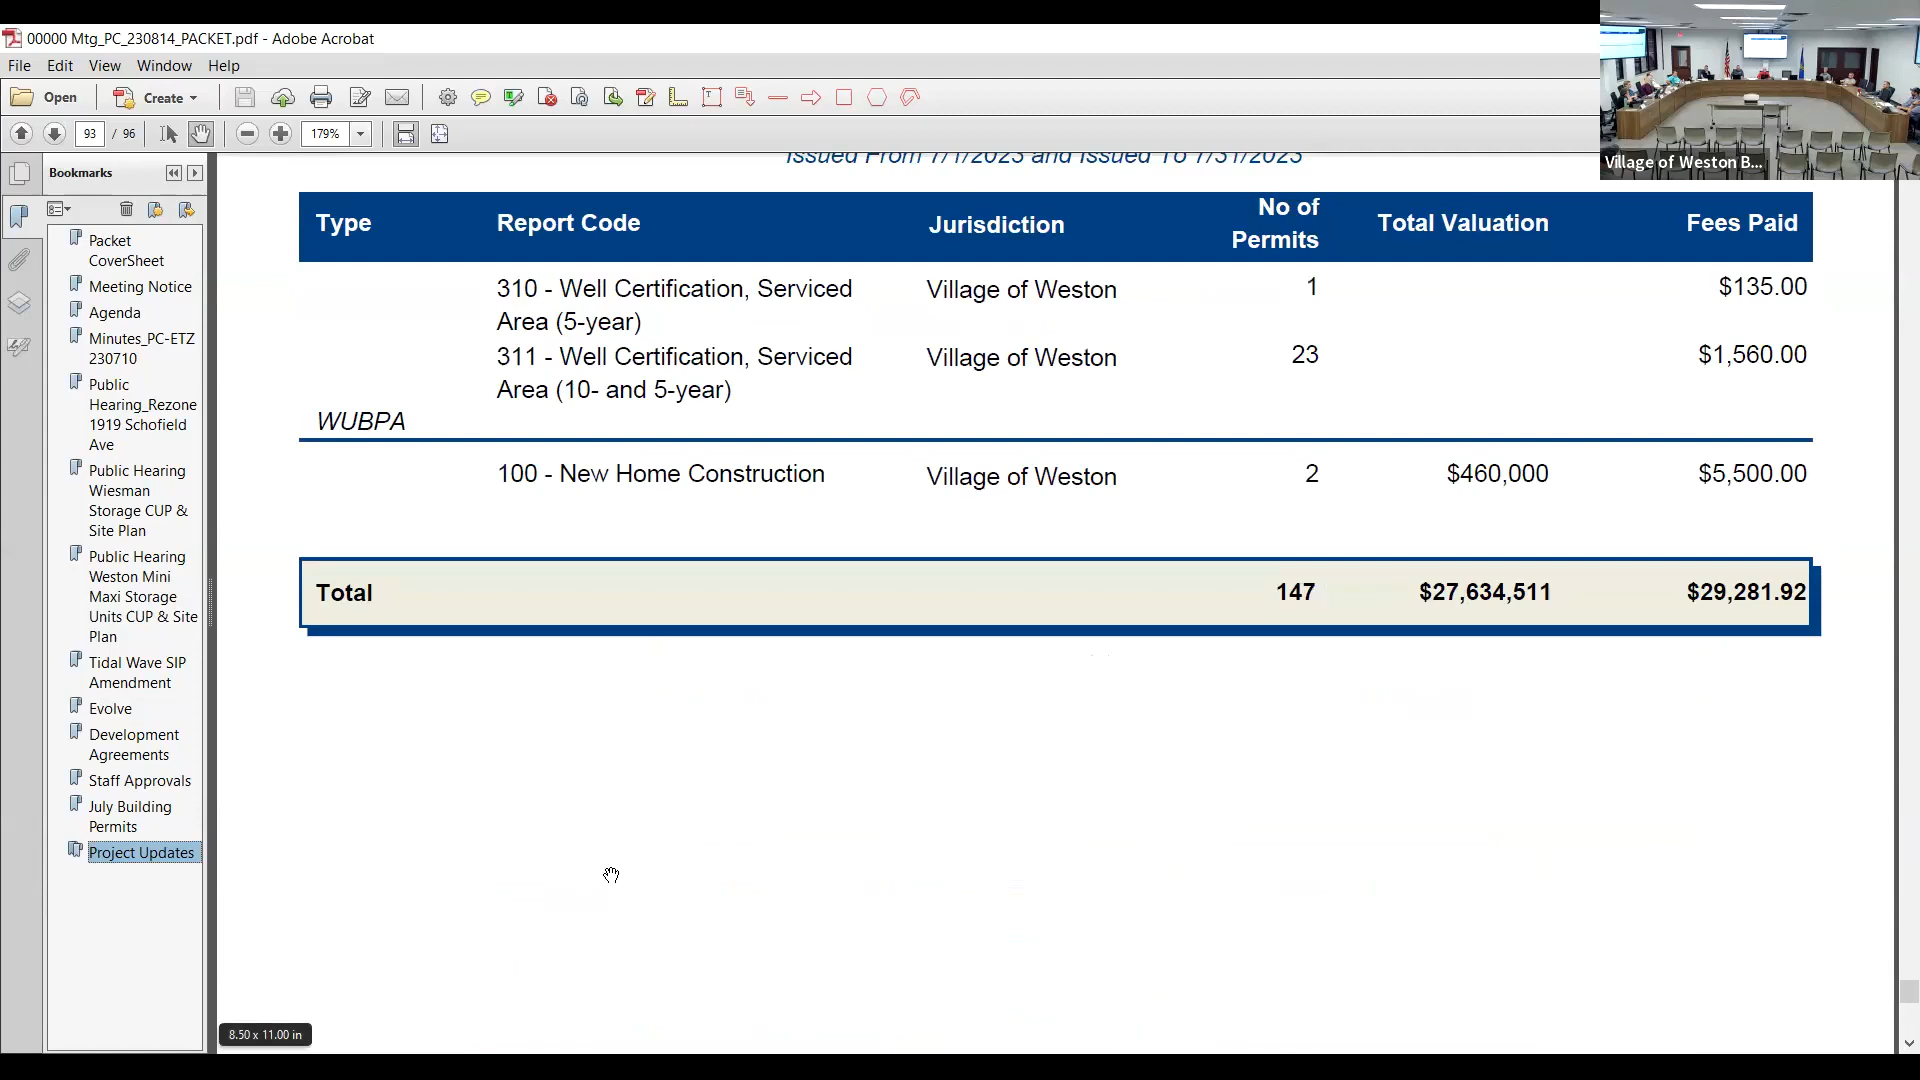 00000 Mtg_PC_230814_PACKET.pdf - Adobe Acrobat
File Edit View Window Help
Open Create
93 / 96 179%
Bookmarks
Packet
CoverSheet
Meeting Notice
Agenda
Minutes_PC-ETZ
230710
Public
Hearing_Rezone
1919 Schofield
Ave
Public Hearing
Wiesman
Storage CUP &
Site Plan
Public Hearing
Weston Mini
Maxi Storage
Units CUP & Site
Plan
Tidal Wave SIP
Amendment
Evolve
Development
Agreements
Staff Approvals
July Building
Permits
Project Updates
Issued From 7/1/2023 and Issued To 7/31/2023
Type Report Code Jurisdiction No of Permits Total Valuation Fees Paid
310 - Well Certification, Serviced Village of Weston 1 $135.00
Area (5-year)
311 - Well Certification, Serviced Village of Weston 23 $1,560.00
Area (10- and 5-year)
WUBPA
100 - New Home Construction Village of Weston 2 $460,000 $5,500.00
Total 147 $27,634,511 $29,281.92
8.50 x 11.00 in
Village of Weston B...